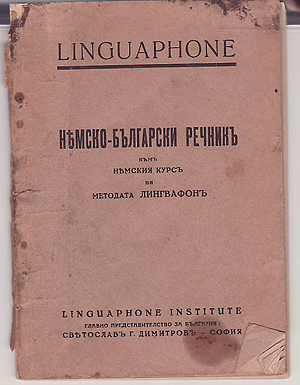 LINGUAPHONE
НѢМСКО-БЪЛГАРСКИ РЕЧНИКЪ
КЪМЪ
НѢМСКИЯ КУРСЪ
НА
МЕТОДАТА ЛИНГВАФОНЪ
LINGUAPHONE INSTITUTE
ГЛАВНО ПРЕДСТАВИТЕЛСТВО ЗА БЪЛГАРИЯ:
СВѢТОСЛАВЪ Г. ДИМИТРОВЪ — СОФИЯ